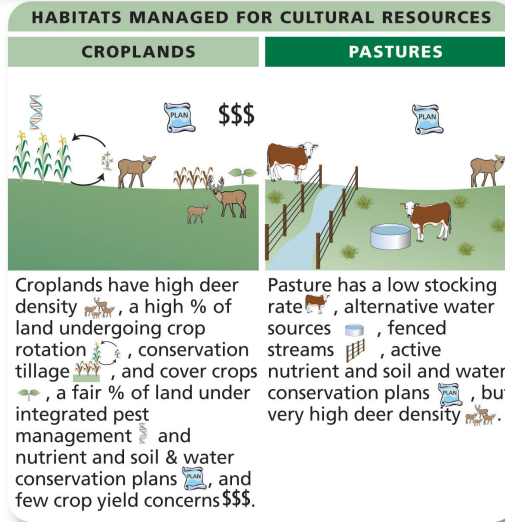 HABITATS MANAGED FOR CULTURAL RESOURCES
CROPLANDS
PLAN
$$$
Croplands have high deer
density , a high % of
land undergoing crop
rotation , conservation
tillage , and cover crops
, a fair % of land under
integrated pest
management and
nutrient and soil & water
conservation plans PLAN , and
few crop yield concerns $$$.
PASTURES
PLAN
Pasture has a low stocking
rate , alternative water
sources , fenced
streams , active
nutrient and soil and water
conservation plans PLAN , bu
very high deer density .